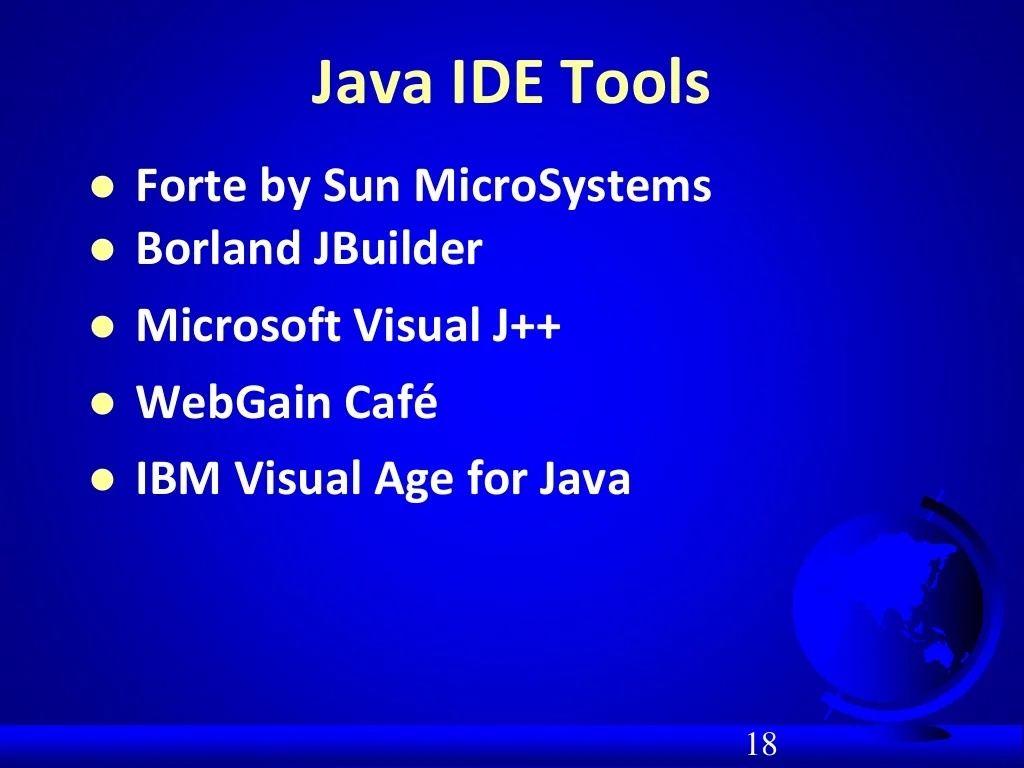 Java IDE Tools
● Forte by Sun MicroSystems
● Borland JBuilder
● Microsoft Visual J++
● WebGain Café
● IBM Visual Age for Java
18